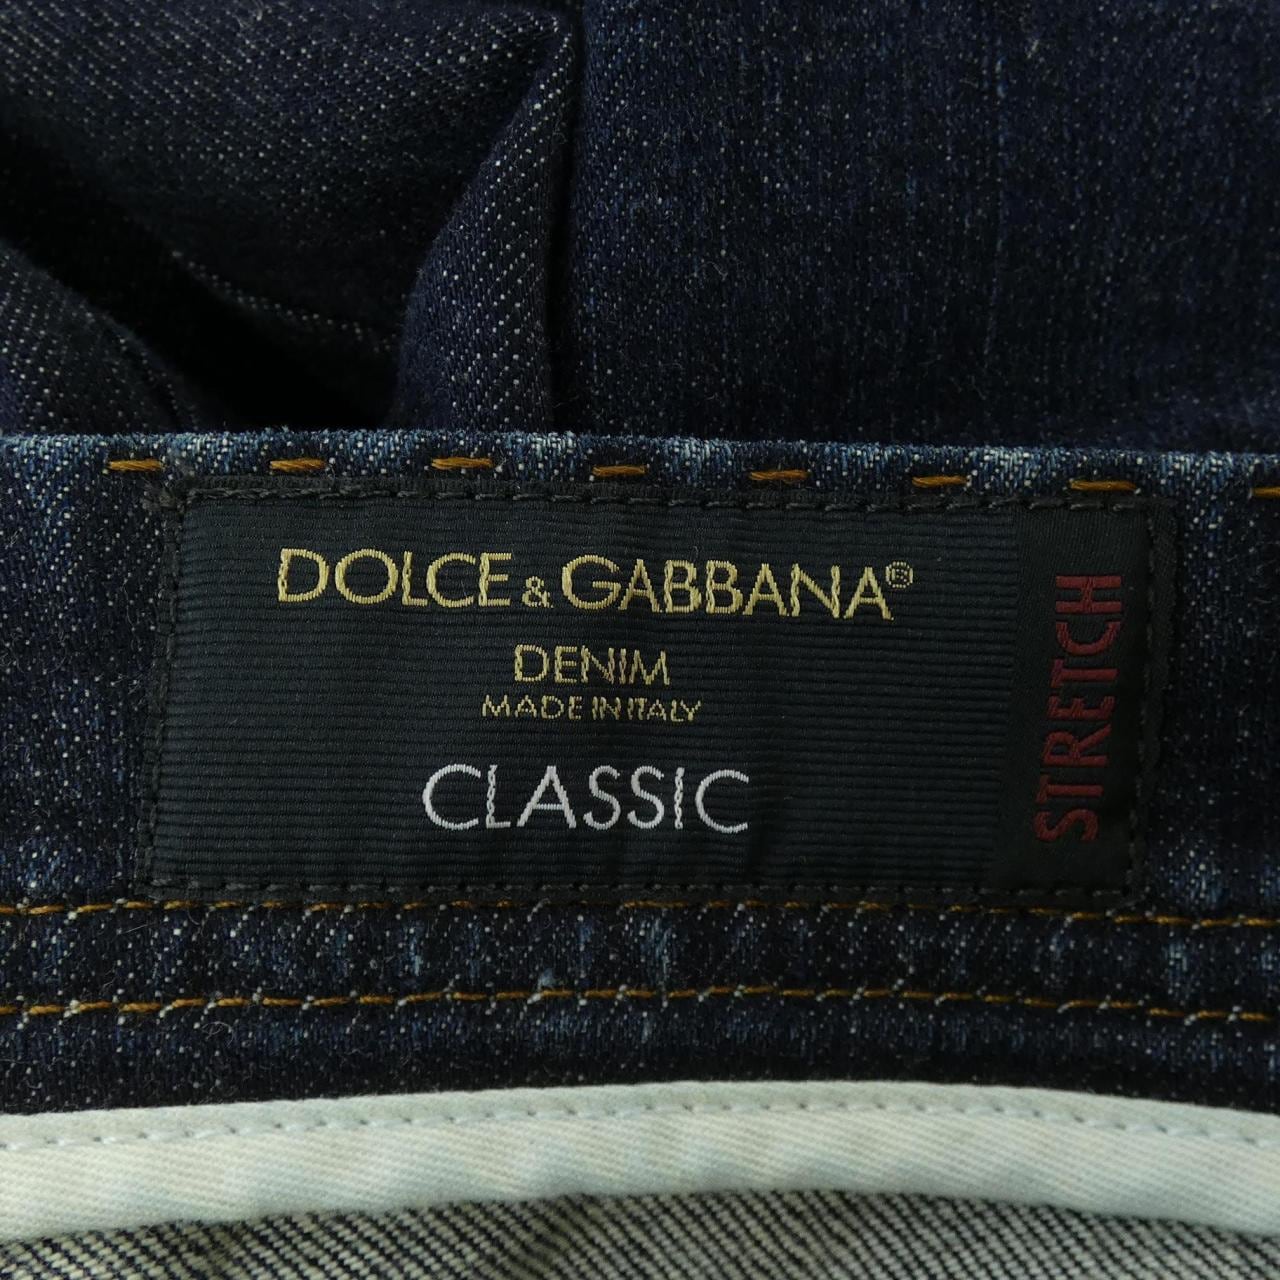 DOLCE & GABBANA®
DENIM
MADE IN ITALY
CLASSIC
STRETCH